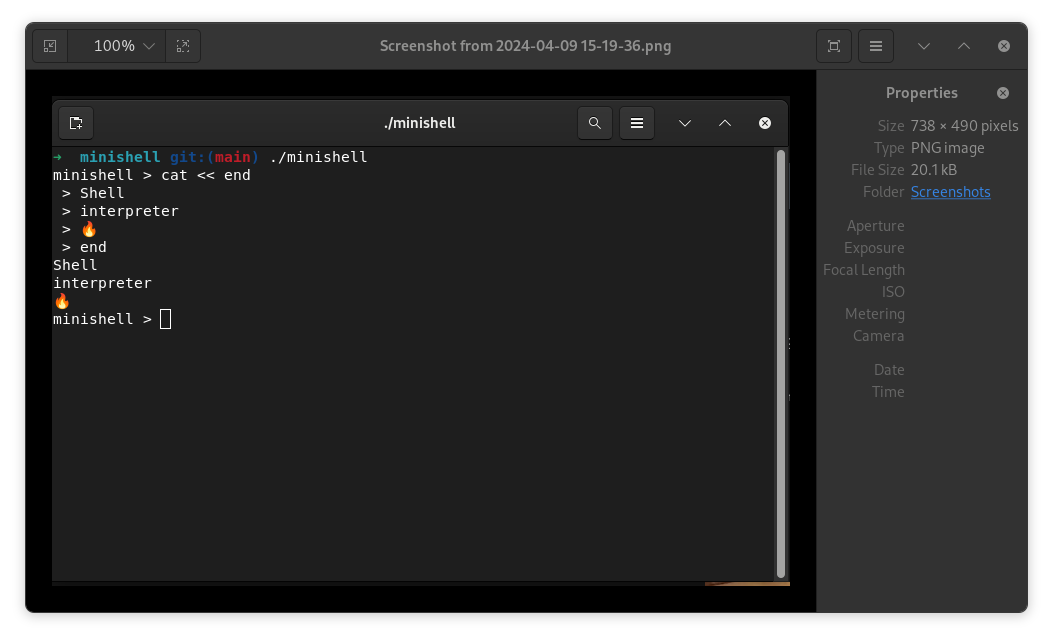 100%
Screenshot from 2024-04-09 15-19-36.png
./minishell
→ minishell git:(main) ./minishell
minishell > cat << end
> Shell
> interpreter
> 🔥
> end
Shell
interpreter
🔥
minishell >
Properties
Size 738 × 490 pixels
Type PNG image
File Size 20.1 kB
Folder Screenshots
Aperture
Exposure
Focal Length
ISO
Metering
Camera
Date
Time